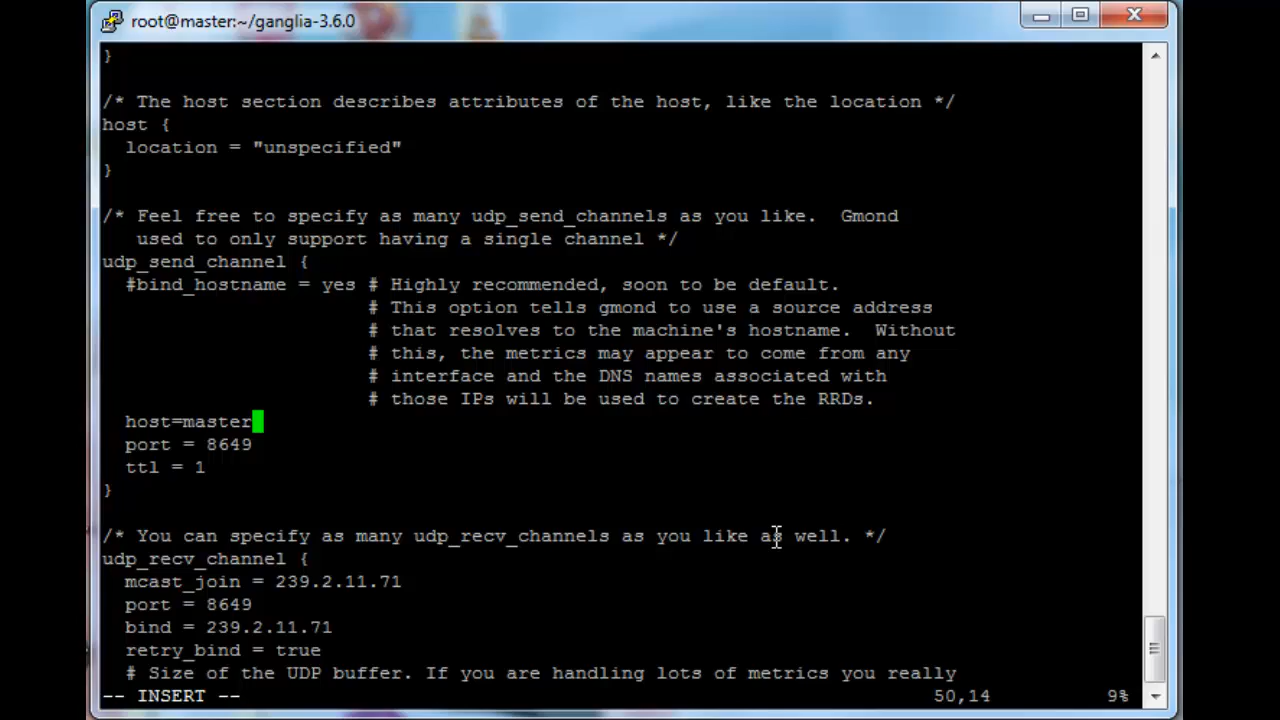 root@master:~/ganglia-3.6.0
}
/* The host section describes attributes of the host, like the location */
host {
  location = "unspecified"
}
/* Feel free to specify as many udp_send_channels as you like.  Gmond
   used to only support having a single channel */
udp_send_channel {
  #bind_hostname = yes # Highly recommended, soon to be default.
                       # This option tells gmond to use a source address
                       # that resolves to the machine's hostname.  Without
                       # this, the metrics may appear to come from any
                       # interface and the DNS names associated with
                       # those IPs will be used to create the RRDs.
  host=master
  port = 8649
  ttl = 1
}
/* You can specify as many udp_recv_channels as you like as well. */
udp_recv_channel {
  mcast_join = 239.2.11.71
  port = 8649
  bind = 239.2.11.71
  retry_bind = true
  # Size of the UDP buffer. If you are handling lots of metrics you really
-- INSERT -- 50,14 9%